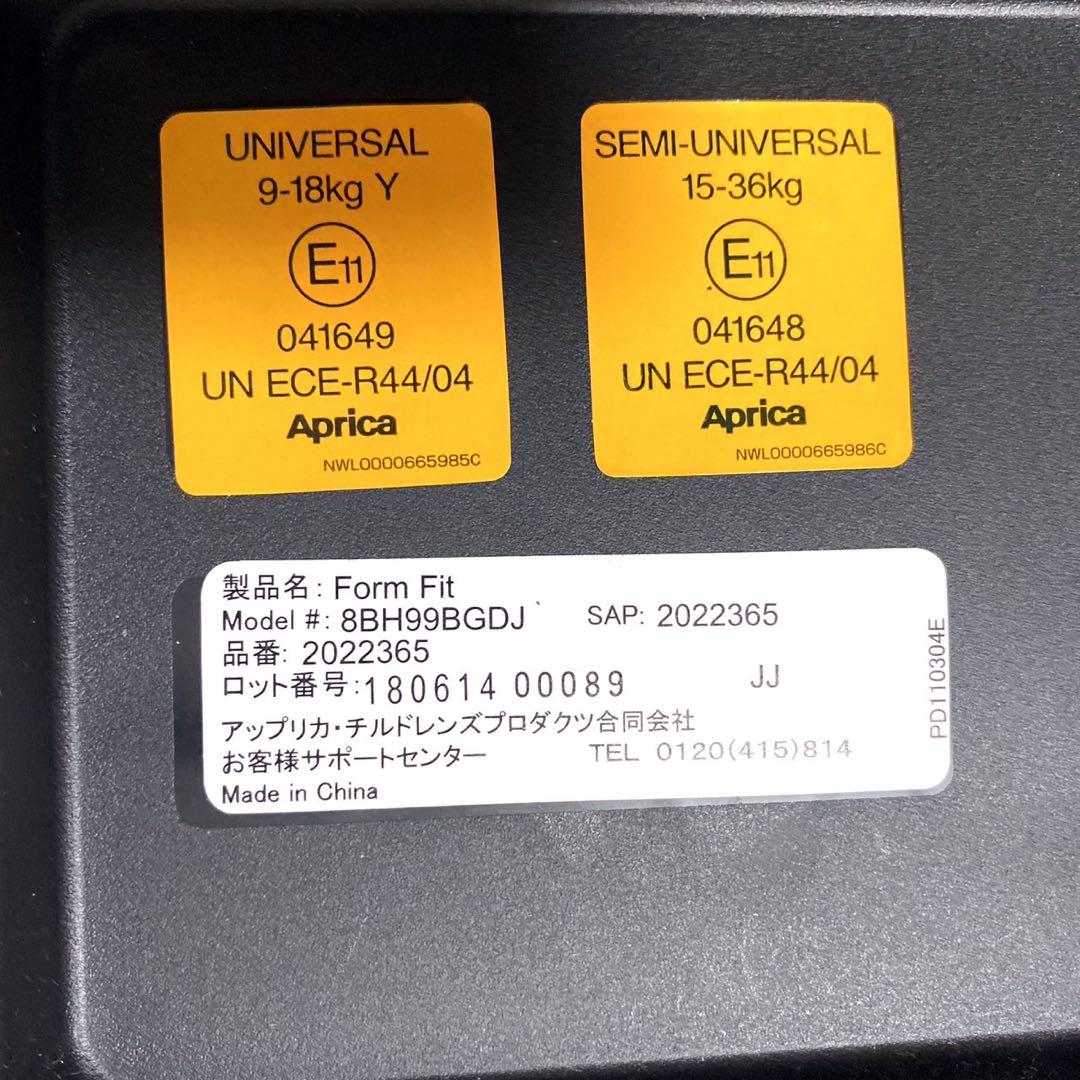 UNIVERSAL
9-18kg Y
E11
041649
UN ECE-R44/04
Aprica
NWL0000665985C
SEMI-UNIVERSAL
15-36kg
E11
041648
UN ECE-R44/04
Aprica
NWL0000665986C
製品名: Form Fit
Model #: 8BH99BGDJ SAP: 2022365
品番: 2022365
ロット番号:180614 00089 JJ
アップリカ・チルドレンズプロダクツ合同会社
お客様サポートセンター TEL 0120(415)814
Made in China
PD110304E